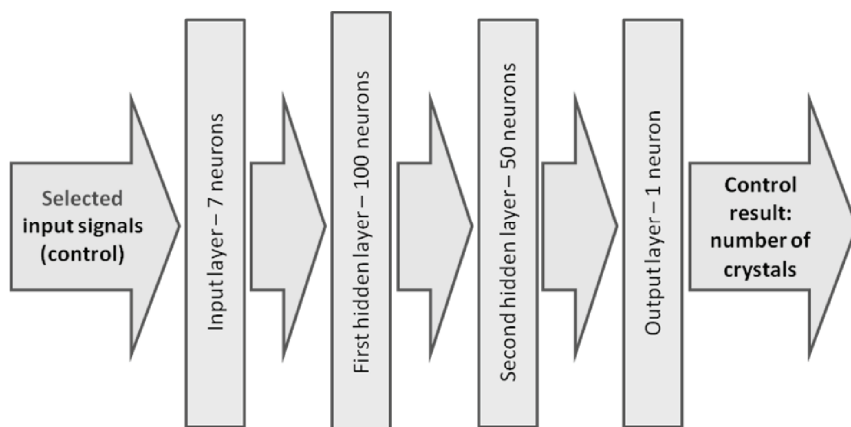 Selected
input signals
(control)
Input layer – 7 neurons
First hidden layer – 100 neurons
Second hidden layer – 50 neurons
Output layer – 1 neuron
Control
result:
number of
crystals